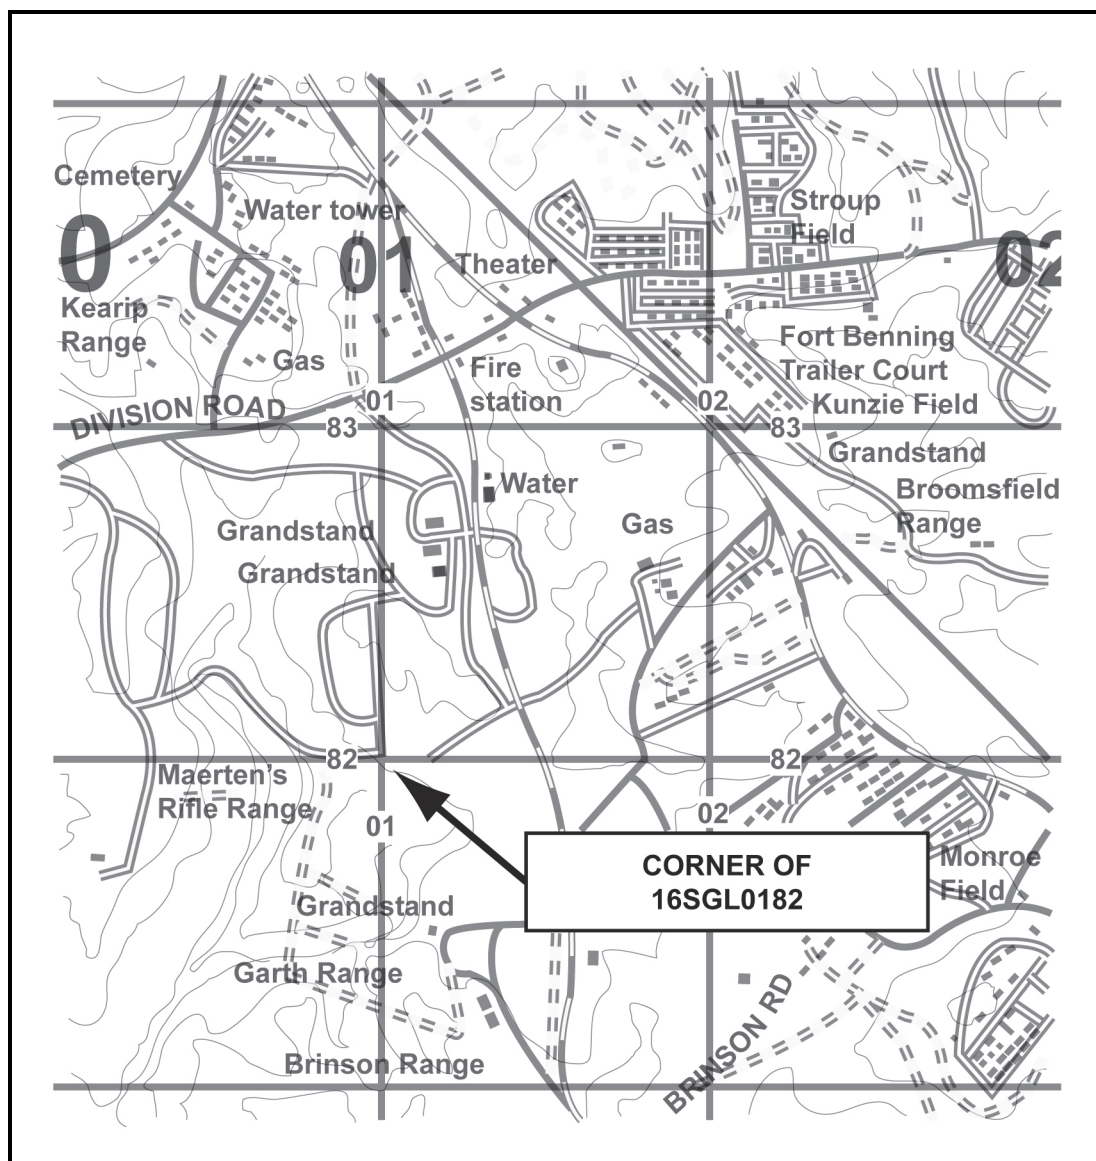 Cemetery
Water tower
Stroup
Field
0
01
02
Theater
Kearip
Range
Gas
Fire
station
Fort Benning
Trailer Court
Kunzie Field
DIVISION ROAD
01
02
83
83
Grandstand
Water
Broomsfield
Range
Grandstand
Gas
Grandstand
82
82
Maerten's
Rifle Range
01
02
CORNER OF
16SGL0182
Monroe
Field
Grandstand
Garth Range
BRINSON RD
Brinson Range